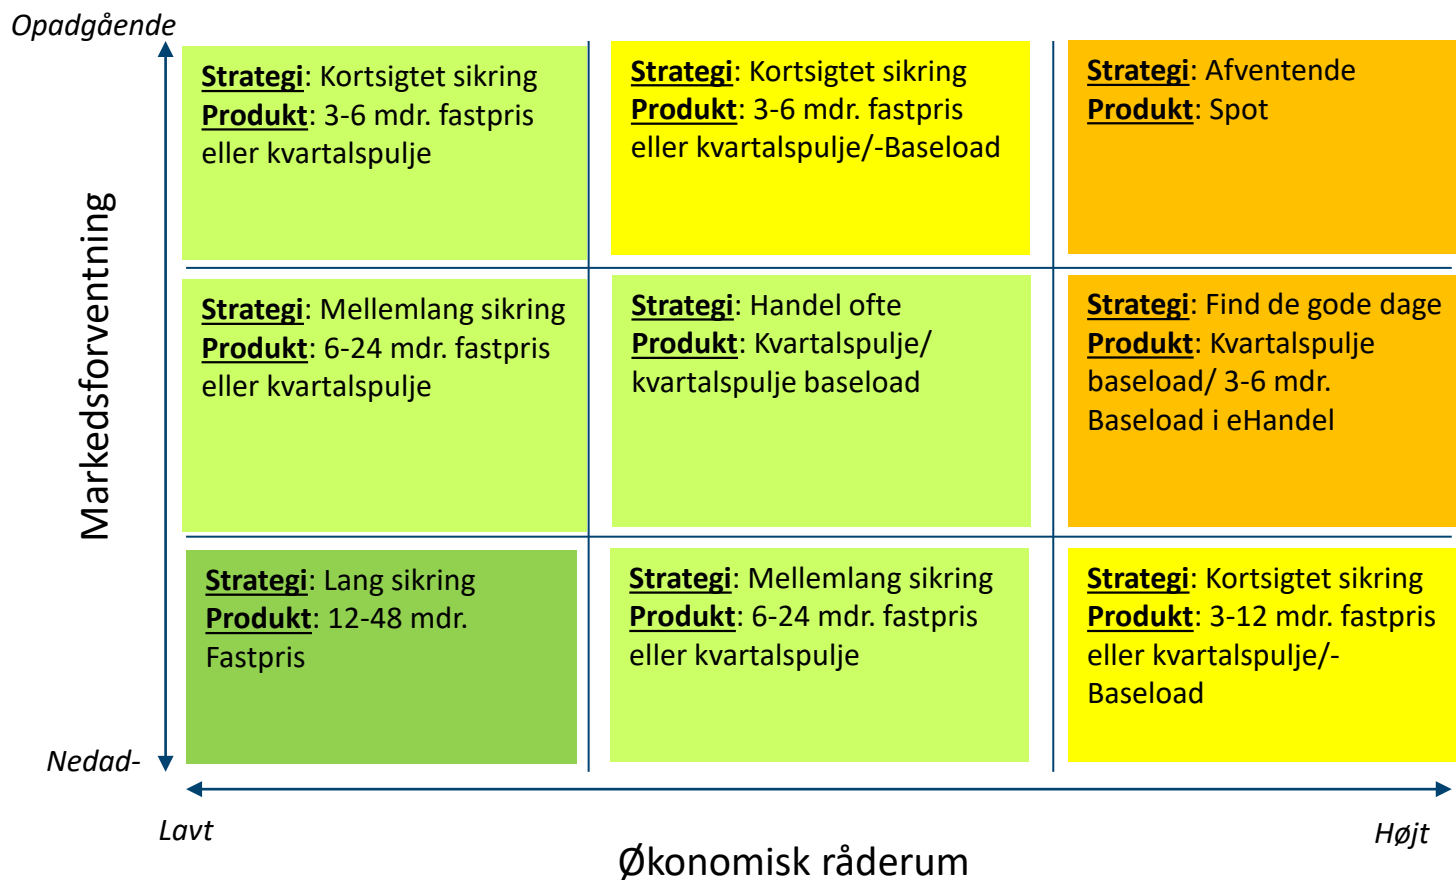 Opadgående
Strategi: Kortsigtet sikring
Produkt: 3-6 mdr. fastpris
eller kvartalspulje
Strategi: Kortsigtet sikring
Produkt: 3-6 mdr. fastpris
eller kvartalspulje/-Baseload
Strategi: Afventende
Produkt: Spot
Markedsforventning
Strategi: Mellemlang sikring
Produkt: 6-24 mdr. fastpris
eller kvartalspulje
Strategi: Handel ofte
Produkt: Kvartalspulje/
kvartalspulje baseload
Strategi: Find de gode dage
Produkt: Kvartalspulje
baseload/ 3-6 mdr.
Baseload i eHandel
Strategi: Lang sikring
Produkt: 12-48 mdr.
Fastpris
Strategi: Mellemlang sikring
Produkt: 6-24 mdr. fastpris
eller kvartalspulje
Strategi: Kortsigtet sikring
Produkt: 3-12 mdr. fastpris
eller kvartalspulje/-
Baseload
Nedad-
Lavt
Højt
Økonomisk råderum